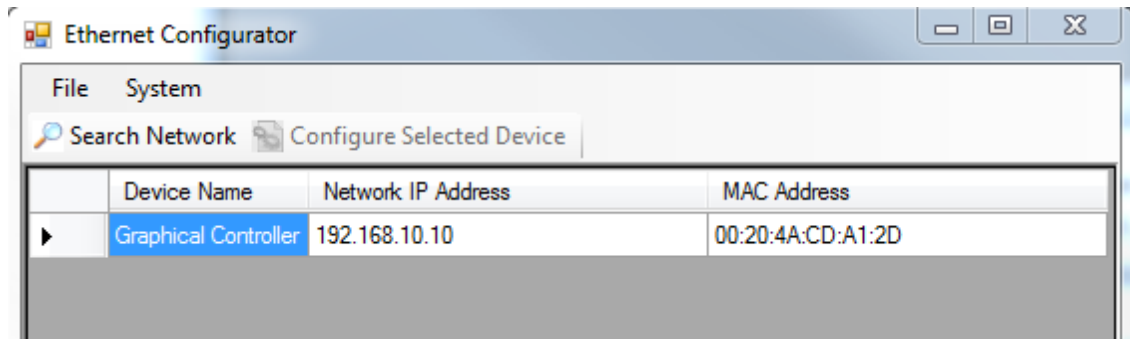 Ethernet Configurator
File System
Search Network Configure Selected Device
Device Name Network IP Address MAC Address
Graphical Controller 192.168.10.10 00:20:4A:CD:A1:2D